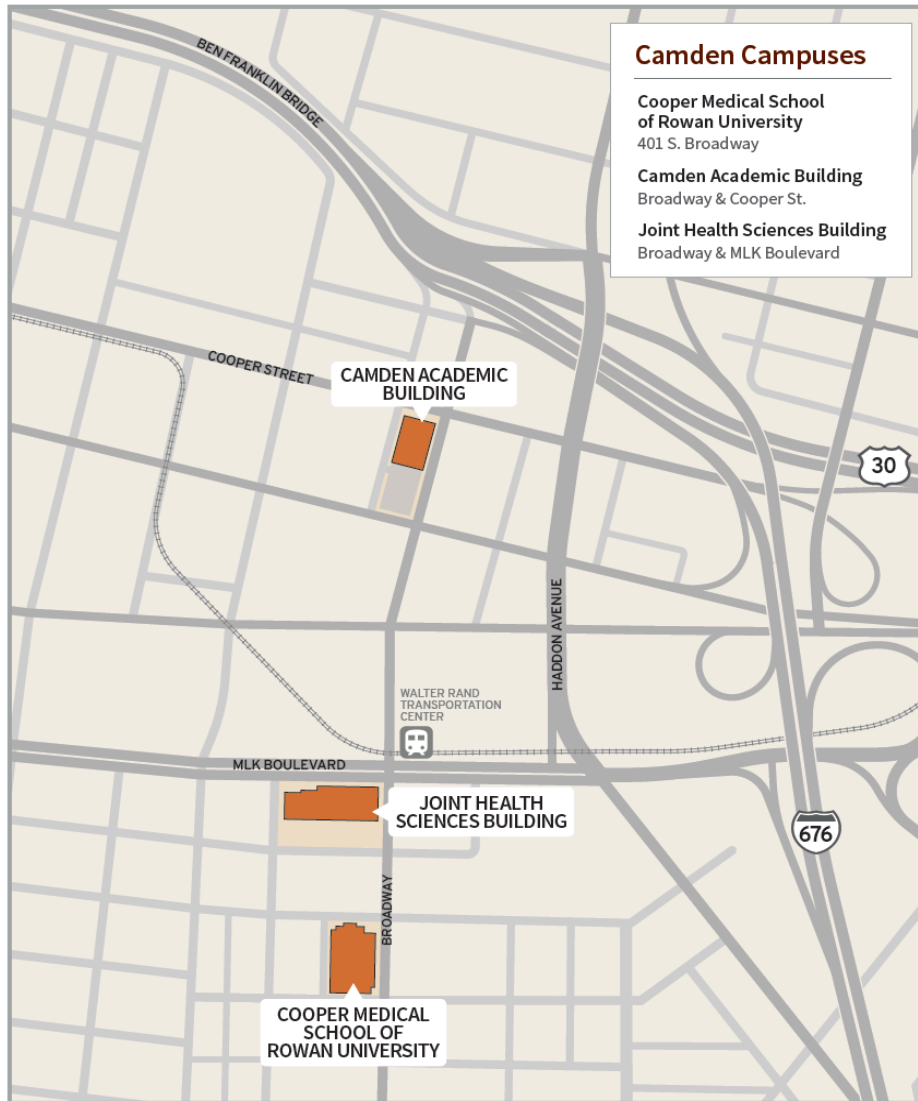 Camden Campuses
Cooper Medical School
of Rowan University
401 S. Broadway
Camden Academic Building
Broadway & Cooper St.
Joint Health Sciences Building
Broadway & MLK Boulevard
BEN FRANKLIN BRIDGE
COOPER STREET
CAMDEN ACADEMIC
BUILDING
30
HADDON AVENUE
WALTER RAND
TRANSPORTATION
CENTER
MLK BOULEVARD
JOINT HEALTH
SCIENCES BUILDING
676
BROADWAY
COOPER MEDICAL
SCHOOL OF
ROWAN UNIVERSITY